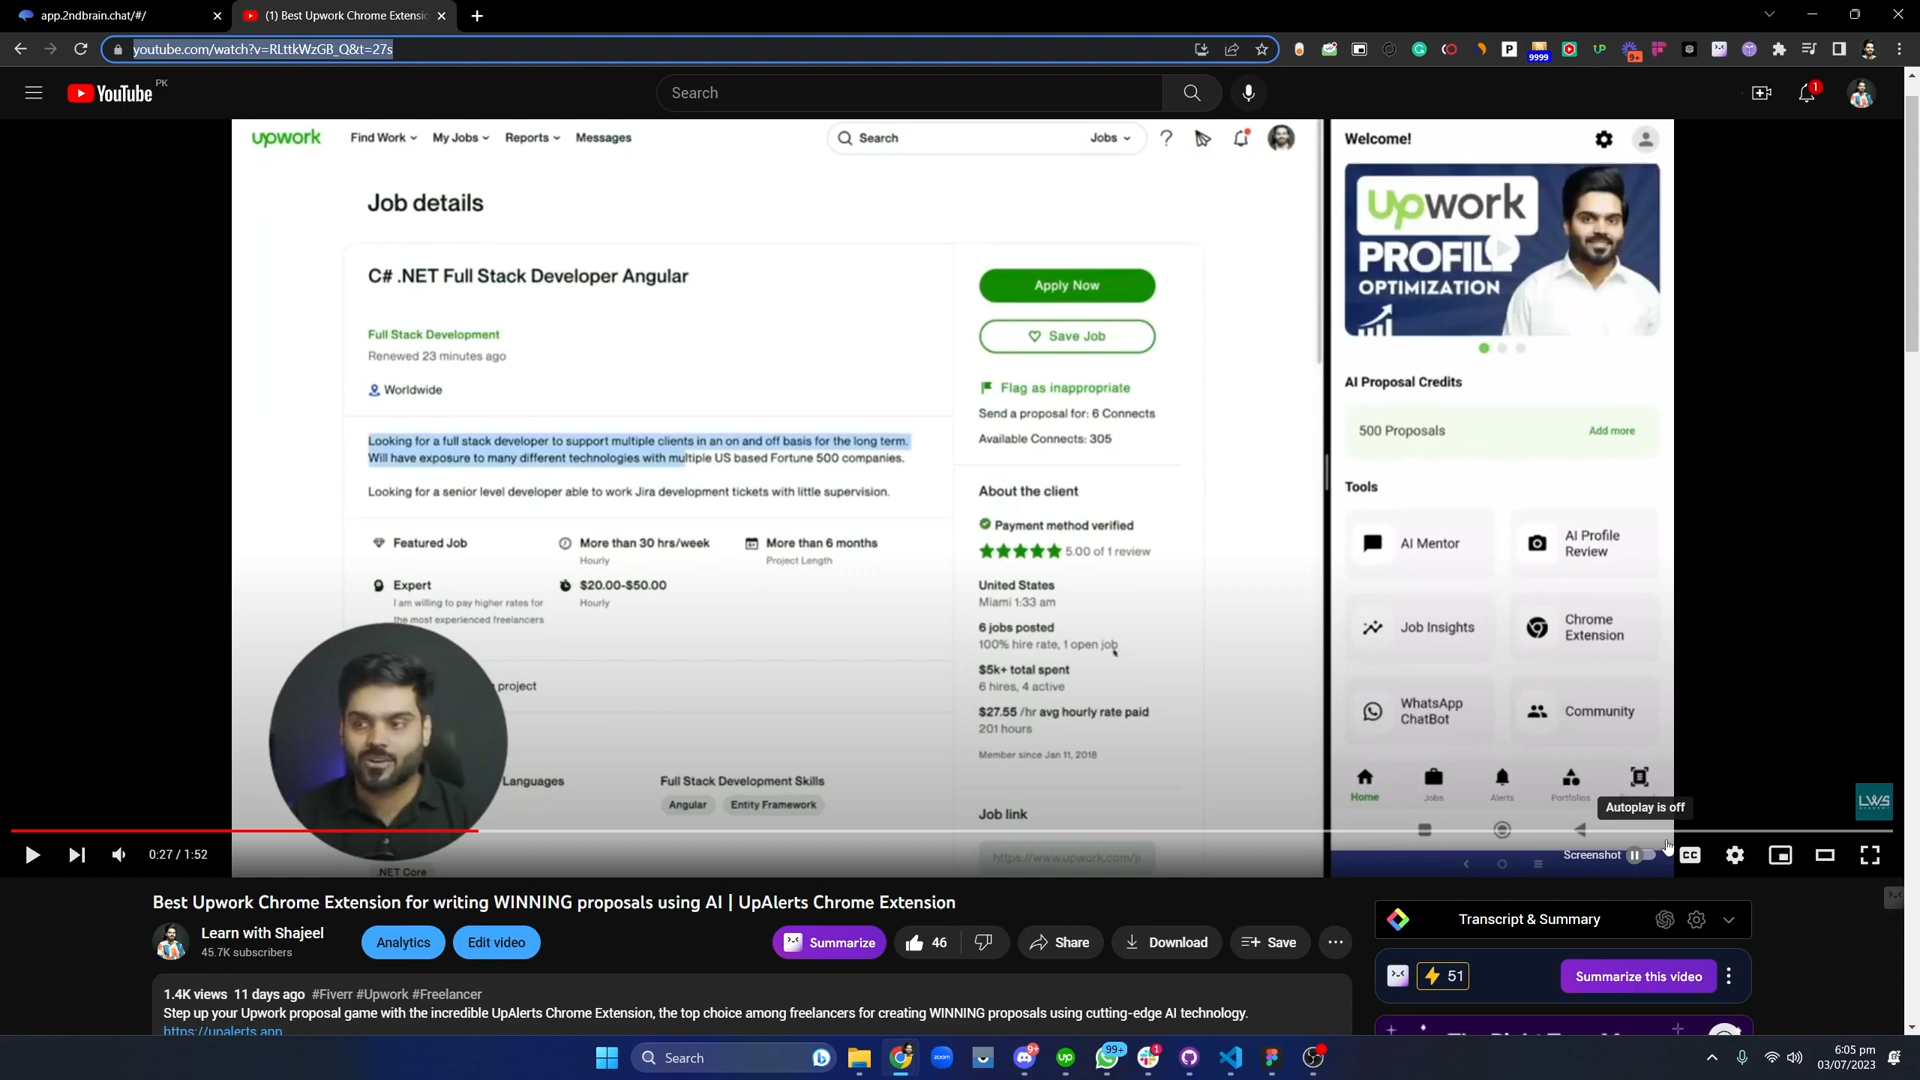 app.2ndbrain.chat/#/
(1) Best Upwork Chrome Extensio
youtube.com/watch?v=RLttkWzGB_Q&t=27s
9999
9+
YouTube PK
Search
1
upwork Find Work My Jobs Reports Messages Search Jobs
Job details
C# .NET Full Stack Developer Angular
Full Stack Development
Renewed 23 minutes ago
Worldwide
Looking for a full stack developer to support multiple clients in an on and off basis for the long term.
Will have exposure to many different technologies with multiple US based Fortune 500 companies.
Looking for a senior level developer able to work Jira development tickets with little supervision.
Featured Job
More than 30 hrs/week
Hourly
More than 6 months
Project Length
Expert
I am willing to pay higher rates for
the most experienced freelancers
$20.00-$50.00
Hourly
project
Languages
Full Stack Development Skills
Angular Entity Framework
.NET Core
Apply Now
Save Job
Flag as inappropriate
Send a proposal for: 6 Connects
Available Connects: 305
About the client
Payment method verified
5.00 of 1 review
United States
Miami 1:33 am
6 jobs posted
100% hire rate, 1 open job
$5k+ total spent
6 hires, 4 active
$27.55 /hr avg hourly rate paid
201 hours
Member since Jan 11, 2018
Job link
https://www.upwork.com/jc
Welcome!
Upwork
PROFILE
OPTIMIZATION
AI Proposal Credits
500 Proposals Add more
Tools
AI Mentor
AI Profile
Review
Job Insights
Chrome
Extension
WhatsApp
ChatBot
Community
Home Jobs Alerts Portfolios
Autoplay is off
LWS
0:27 / 1:52
Screenshot
CC
Best Upwork Chrome Extension for writing WINNING proposals using AI | UpAlerts Chrome Extension
Learn with Shajeel
45.7K subscribers
Analytics Edit video
Summarize 46 Share Download Save
1.4K views 11 days ago #Fiverr #Upwork #Freelancer
Step up your Upwork proposal game with the incredible UpAlerts Chrome Extension, the top choice among freelancers for creating WINNING proposals using cutting-edge AI technology.
https://upalerts.app
Transcript & Summary
51 Summarize this video
Search
zoom
9+
up
99+
1
6:05 pm
03/07/2023